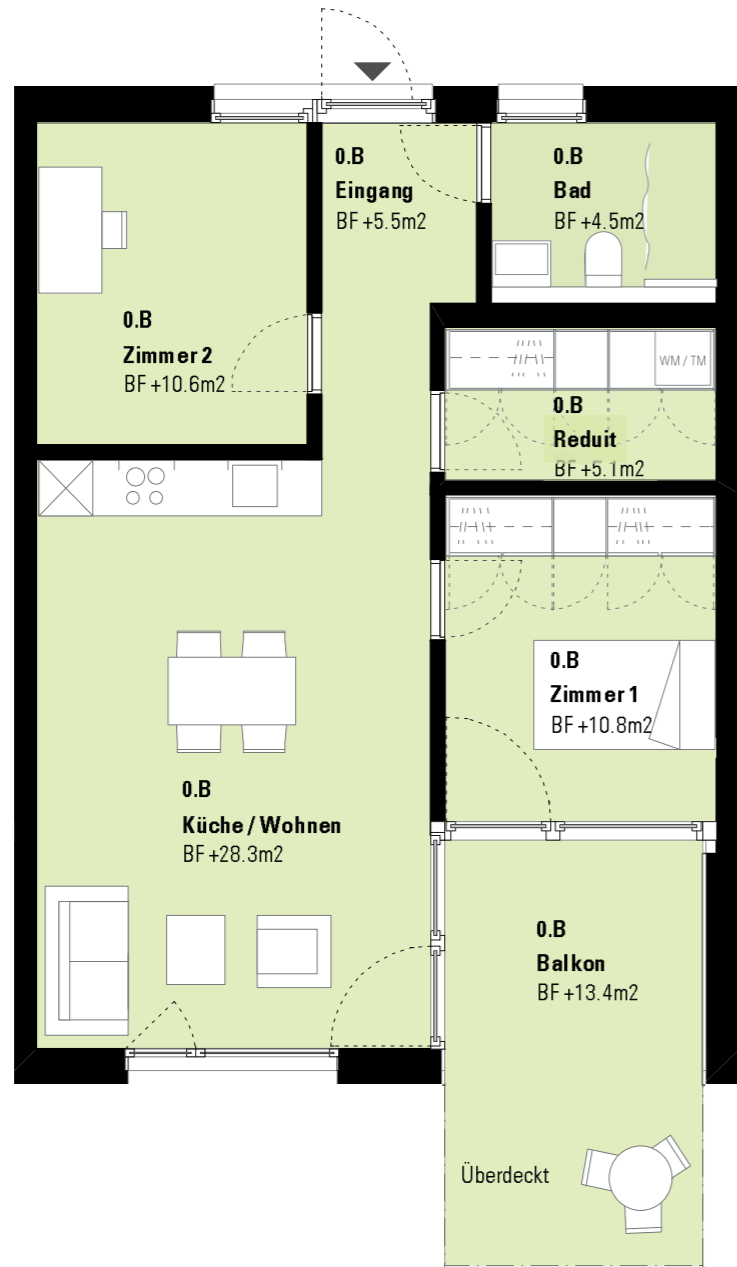 0.B
Eingang
BF +5.5m2
0.B
Bad
BF +4.5m2
0.B
Zimmer 2
BF +10.6m2
WM / TM
0.B
Reduit
BF +5.1m2
0.B
Zimmer 1
BF +10.8m2
0.B
Küche / Wohnen
BF +28.3m2
0.B
Balkon
BF +13.4m2
Überdeckt